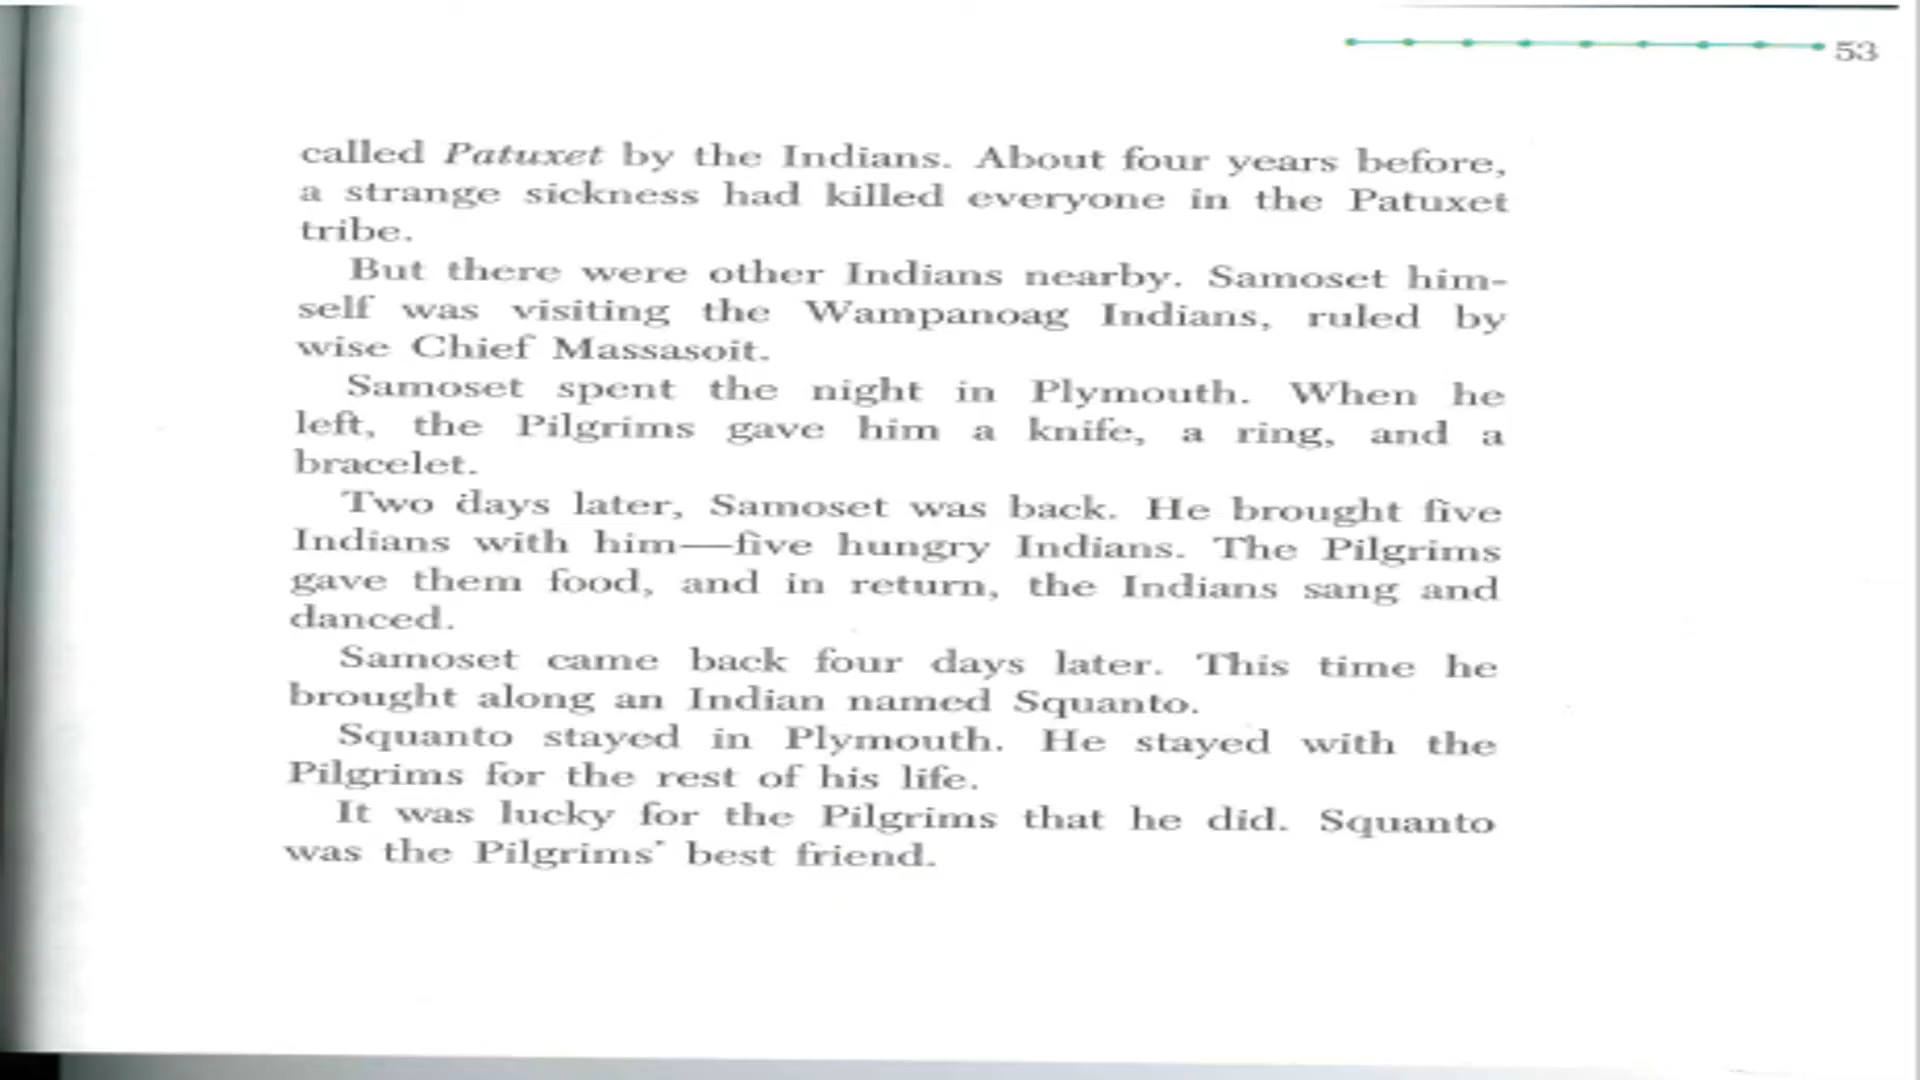 53
called Patuxet by the Indians. About four years before,
a strange sickness had killed everyone in the Patuxet
tribe.
But there were other Indians nearby. Samoset him-
self was visiting the Wampanoag Indians, ruled by
wise Chief Massasoit.
Samoset spent the night in Plymouth. When he
left, the Pilgrims gave him a knife, a ring, and a
bracelet.
Two days later, Samoset was back. He brought five
Indians with him—five hungry Indians. The Pilgrims
gave them food, and in return, the Indians sang and
danced.
Samoset came back four days later. This time he
brought along an Indian named Squanto.
Squanto stayed in Plymouth. He stayed with the
Pilgrims for the rest of his life.
It was lucky for the Pilgrims that he did. Squanto
was the Pilgrims' best friend.